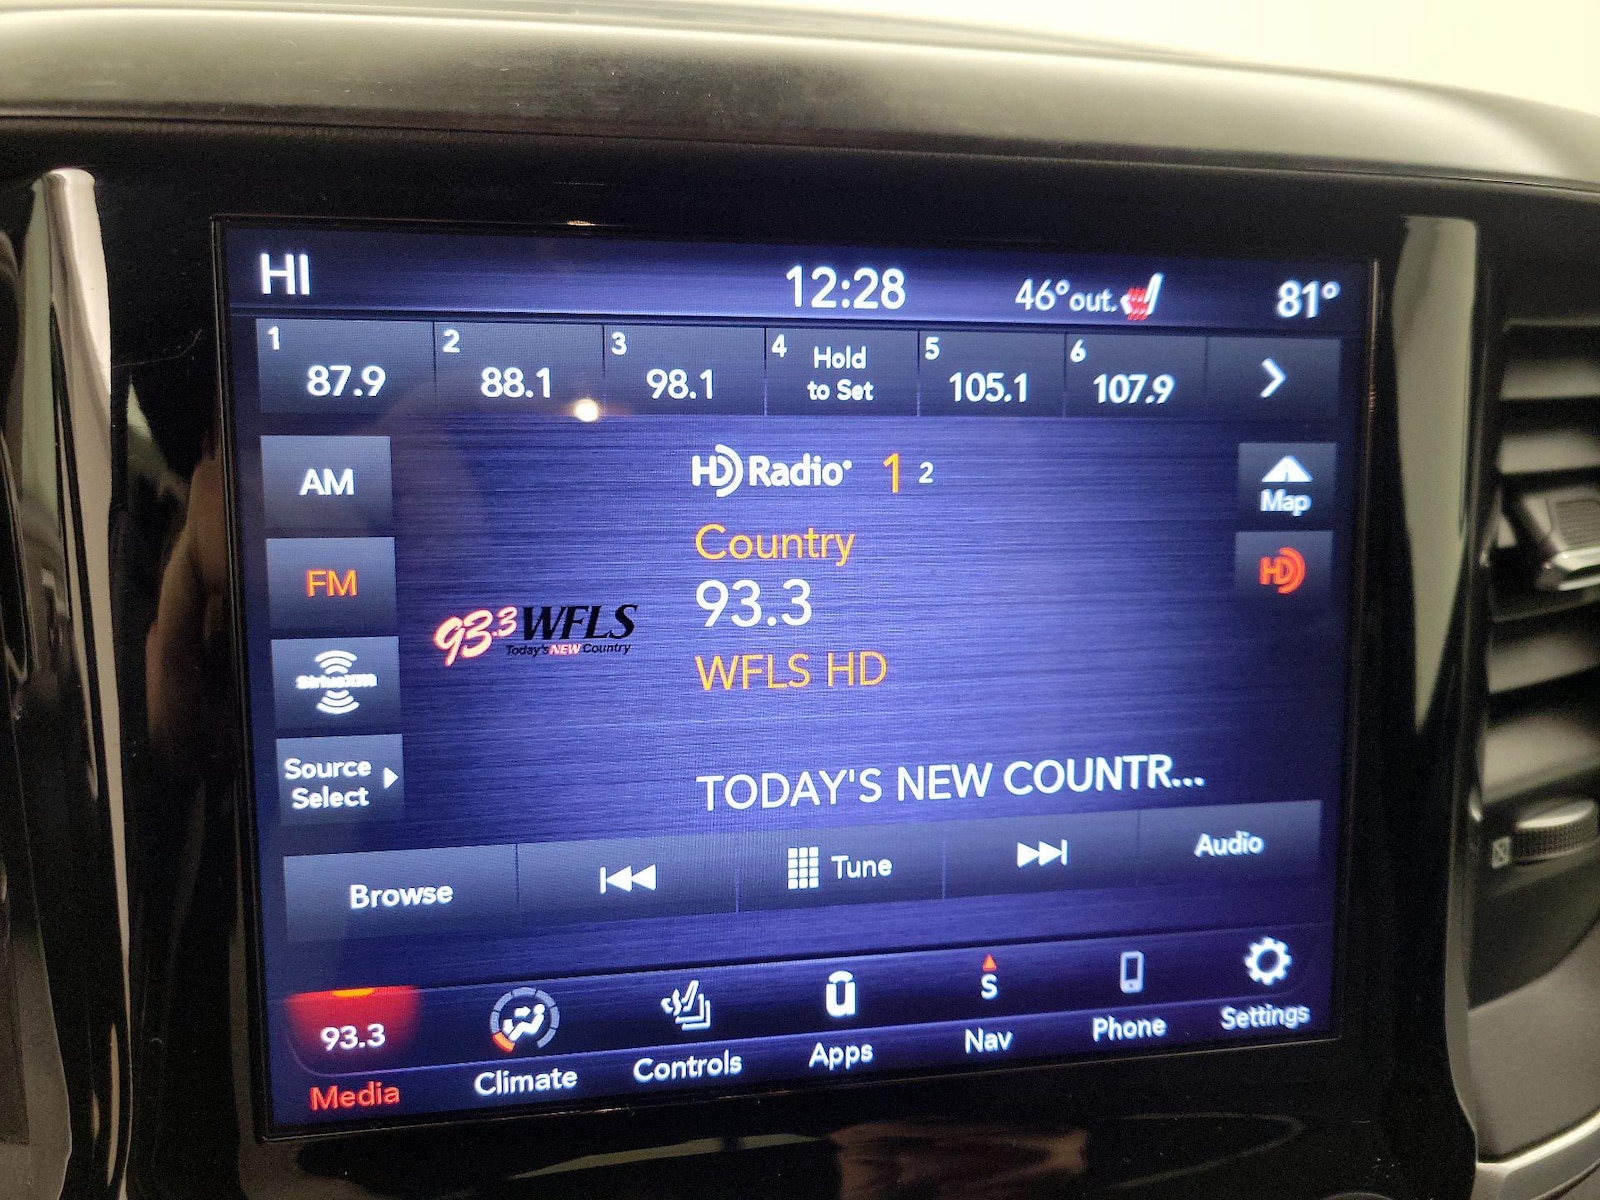 HI
12:28
46°out.
81°
1
87.9
2
88.1
3
98.1
4
Hold
to Set
5
105.1
6
107.9
AM
HD Radio 1 2
Map
Country
FM
HD
93.3
93.3 WFLS
Today's NEW Country
WFLS HD
SiriusXM
Source
Select
TODAY'S NEW COUNTR...
Browse
Tune
Audio
93.3
S
Media
Climate
Controls
Apps
Nav
Phone
Settings